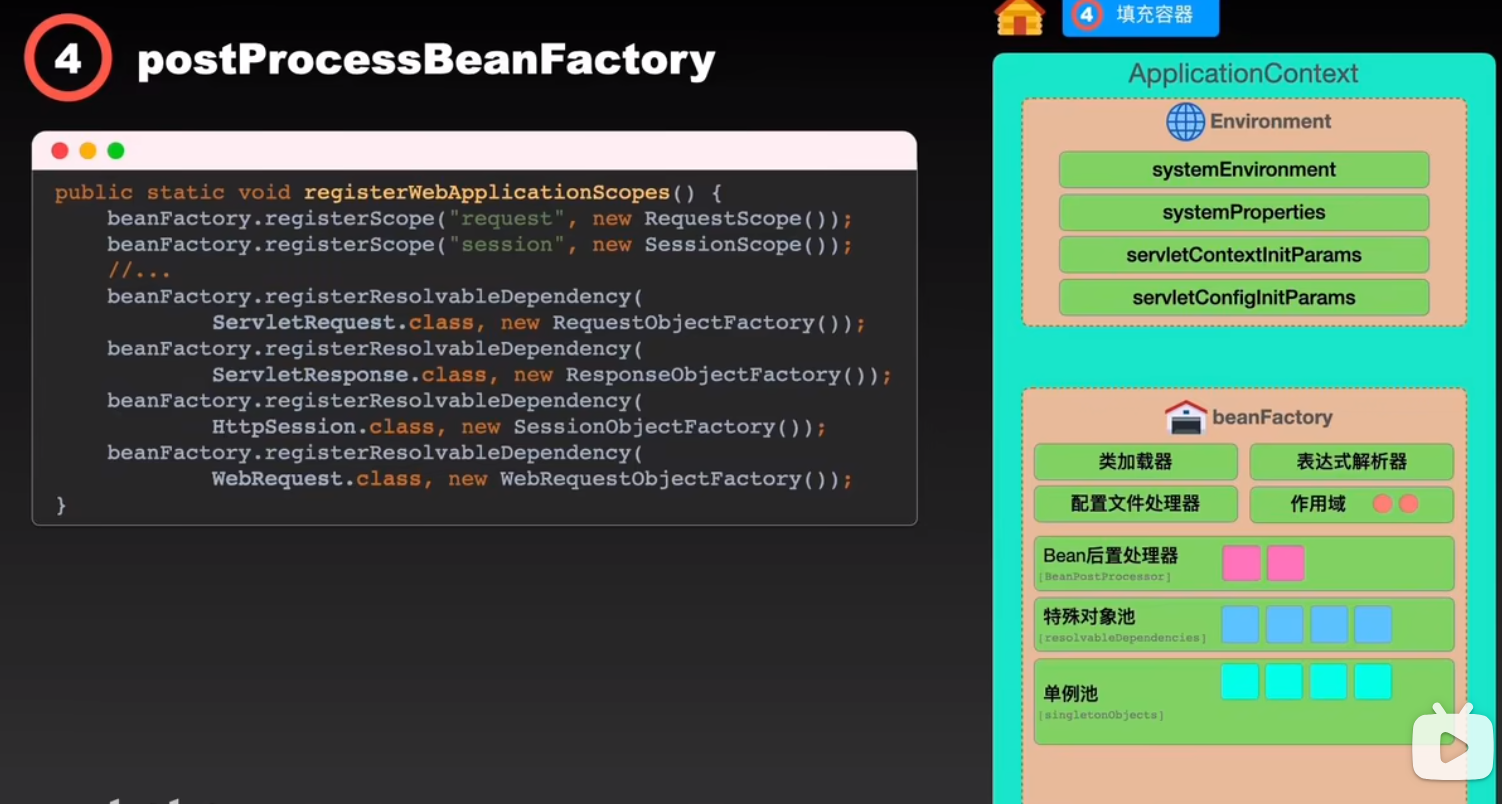 4 postProcessBeanFactory
public static void registerWebApplicationScopes() {
beanFactory.registerScope("request", new RequestScope());
beanFactory.registerScope("session", new SessionScope());
//...
beanFactory.registerResolvableDependency(
ServletRequest.class, new RequestObjectFactory());
beanFactory.registerResolvableDependency(
ServletResponse.class, new ResponseObjectFactory());
beanFactory.registerResolvableDependency(
HttpSession.class, new SessionObjectFactory());
beanFactory.registerResolvableDependency(
WebRequest.class, new WebRequestObjectFactory());
}
4 填充容器
ApplicationContext
Environment
systemEnvironment
systemProperties
servletContextInitParams
servletConfigInitParams
beanFactory
类加载器 表达式解析器
配置文件处理器 作用域
Bean后置处理器
[BeanPostProcessor]
特殊对象池
[resolvableDependencies]
单例池
[singletonObjects]